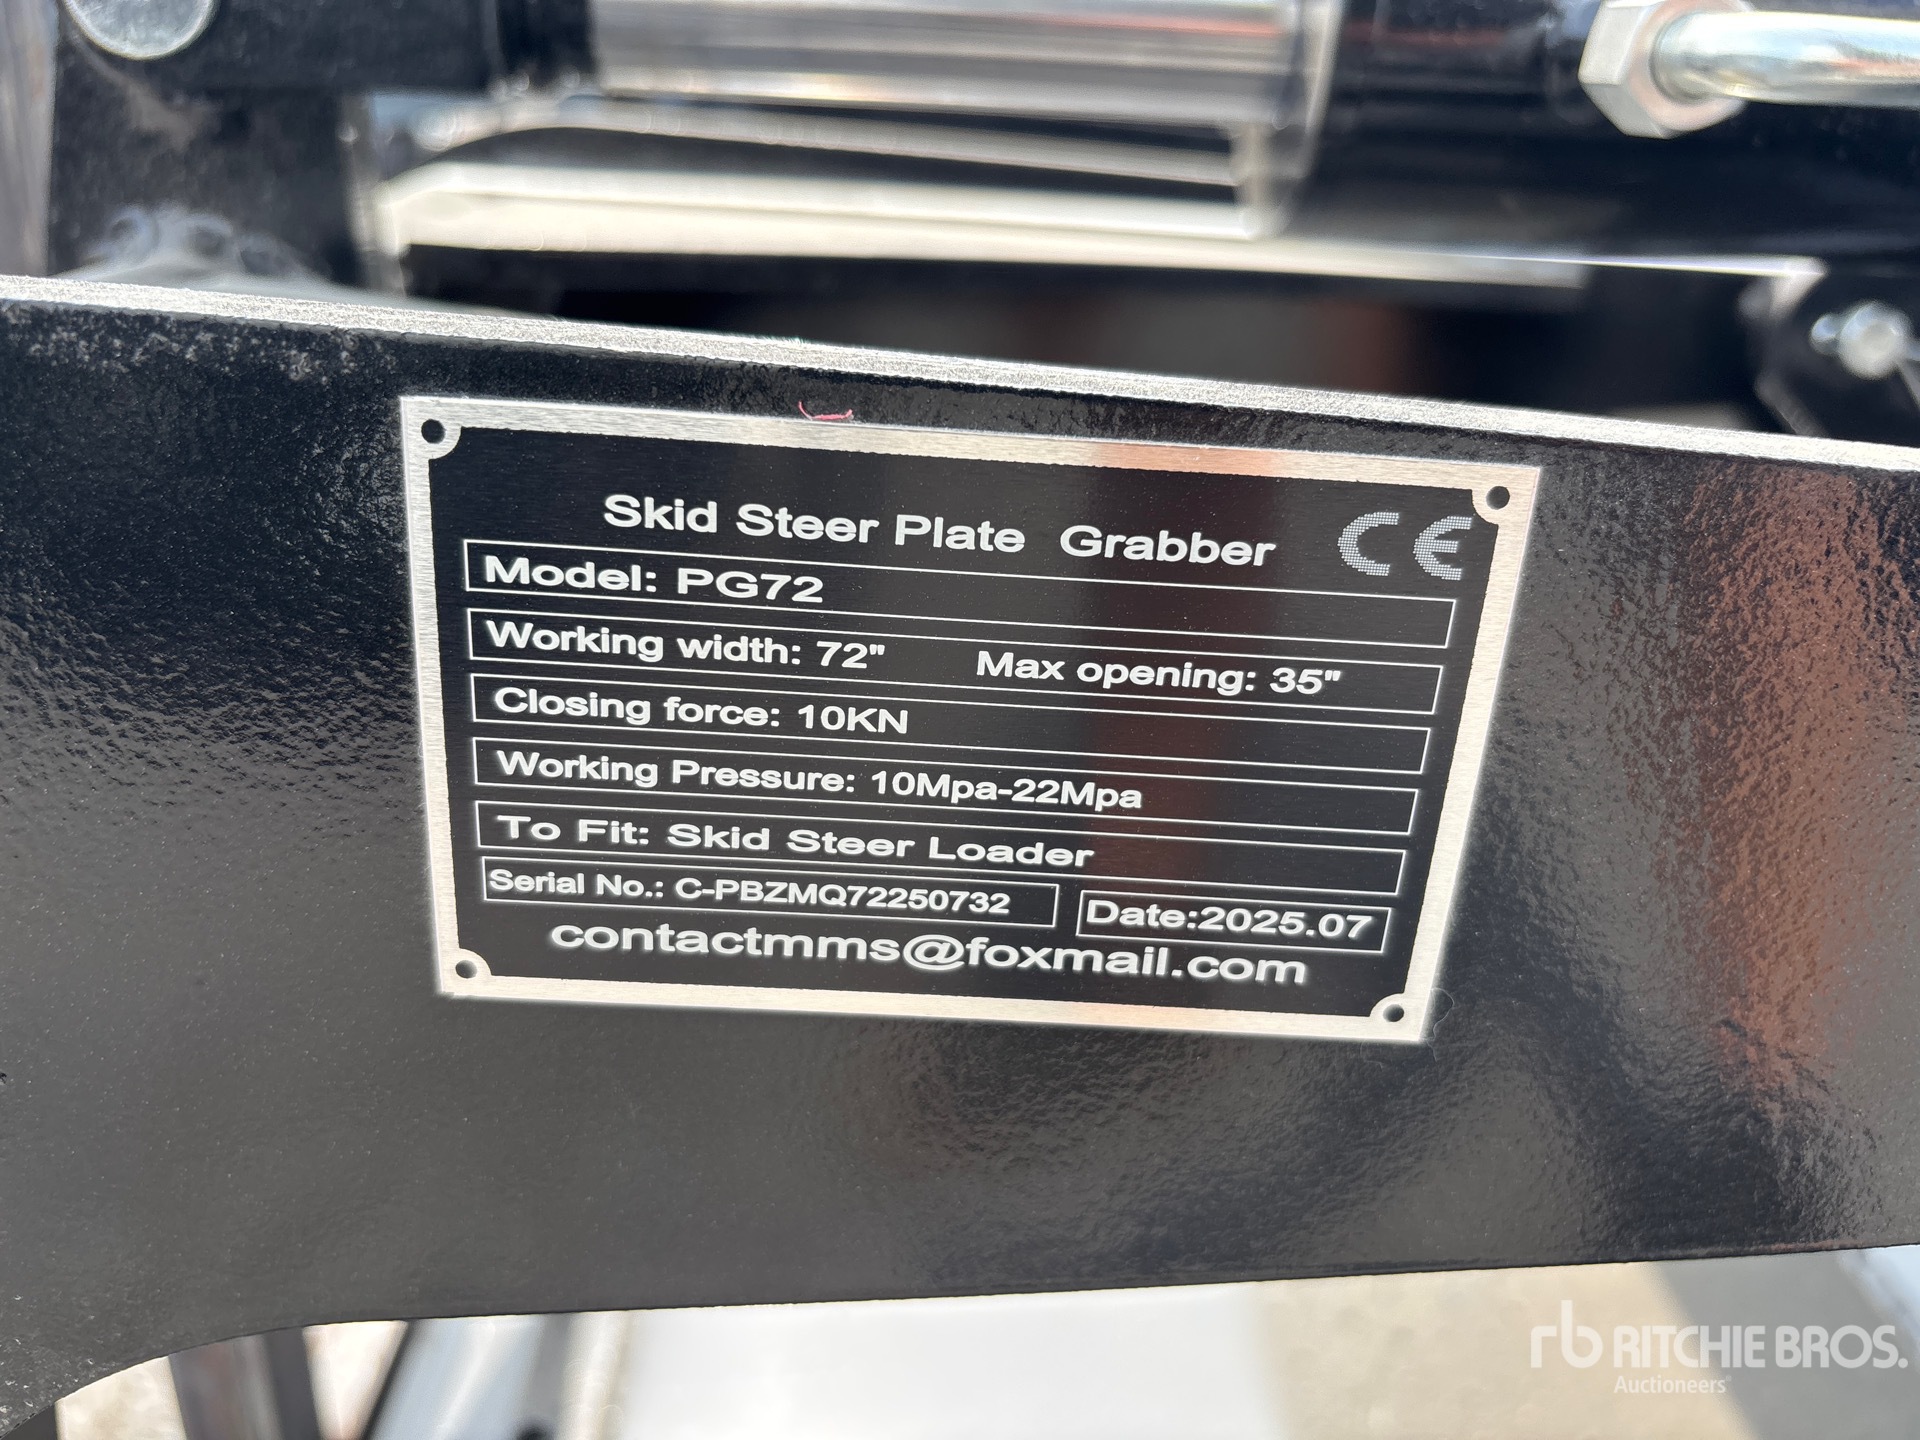 Skid Steer Plate Grabber CE
Model: PG72
Working width: 72" Max opening: 35"
Closing force: 10KN
Working Pressure: 10Mpa-22Mpa
To Fit: Skid Steer Loader
Serial No.: C-PBZMQ72250732 Date:2025.07
contactmms@foxmail.com
rb RITCHIE BROS.
Auctioneers